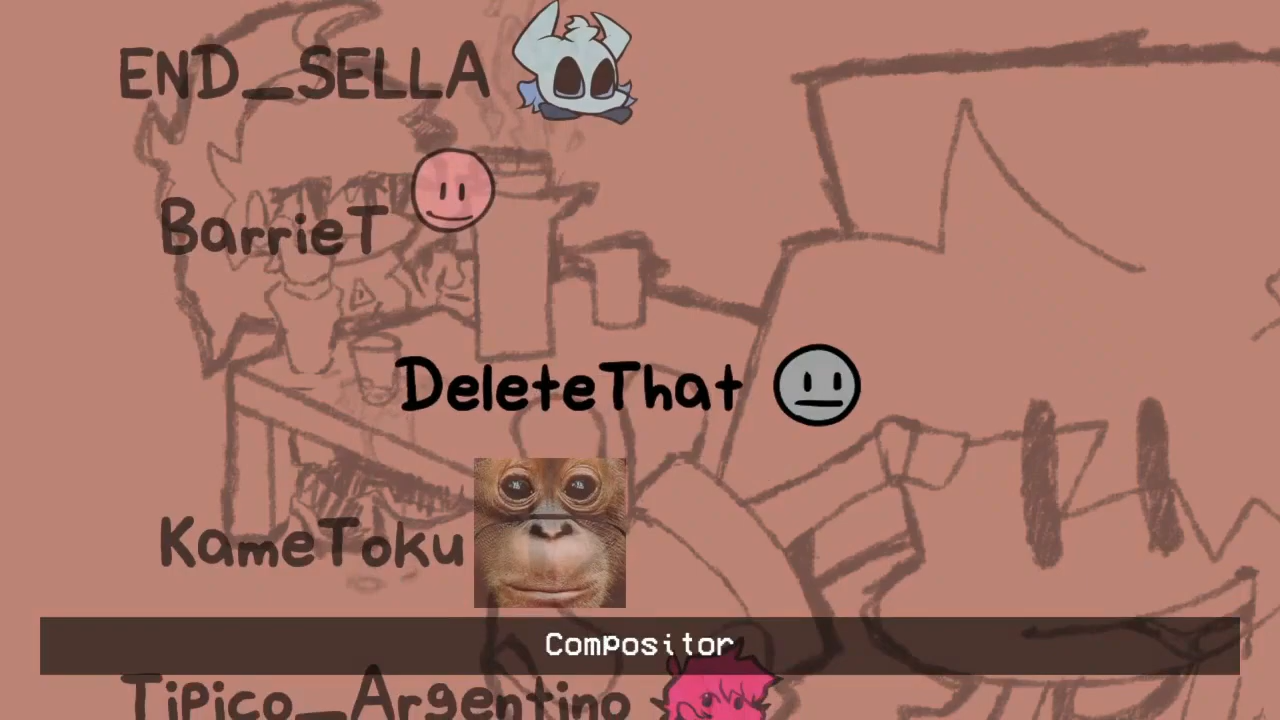 END_SELLA
BarrieT
DeleteThat
KameToku
Compositor
Tipico_Argentino